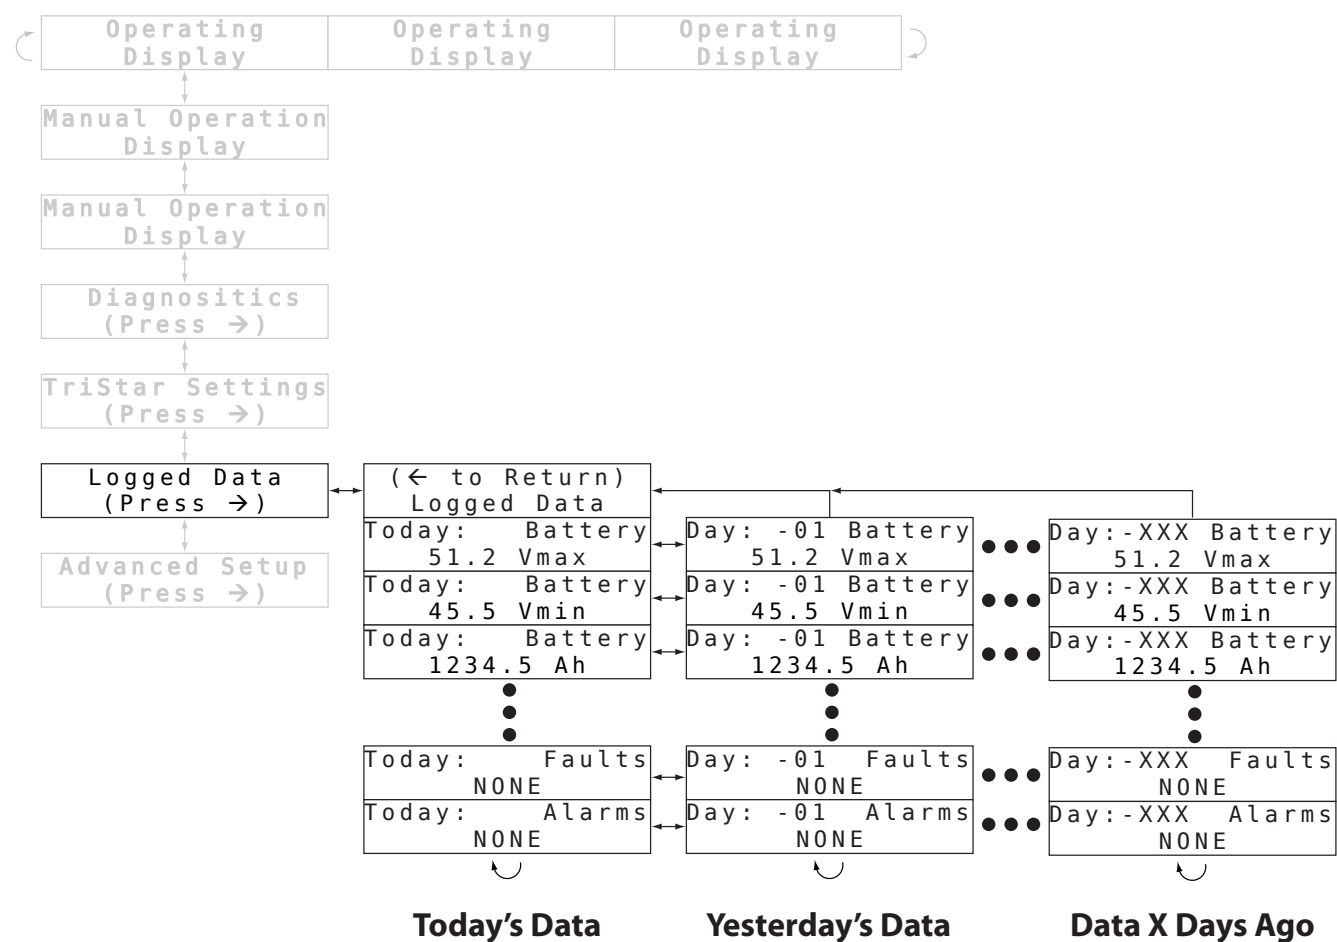 Operating
Display
Operating
Display
Operating
Display
Manual Operation
Display
Manual Operation
Display
Diagnositics
(Press →)
TriStar Settings
(Press →)
Logged Data
(Press →)
Advanced Setup
(Press →)
(← to Return)
Logged Data
Today: Battery
51.2 Vmax
Today: Battery
45.5 Vmin
Today: Battery
1234.5 Ah
Today: Faults
NONE
Today: Alarms
NONE
Today's Data
Day: -01 Battery
51.2 Vmax
Day: -01 Battery
45.5 Vmin
Day: -01 Battery
1234.5 Ah
Day: -01 Faults
NONE
Day: -01 Alarms
NONE
Yesterday's Data
Day:-XXX Battery
51.2 Vmax
Day:-XXX Battery
45.5 Vmin
Day:-XXX Battery
1234.5 Ah
Day:-XXX Faults
NONE
Day:-XXX Alarms
NONE
Data X Days Ago